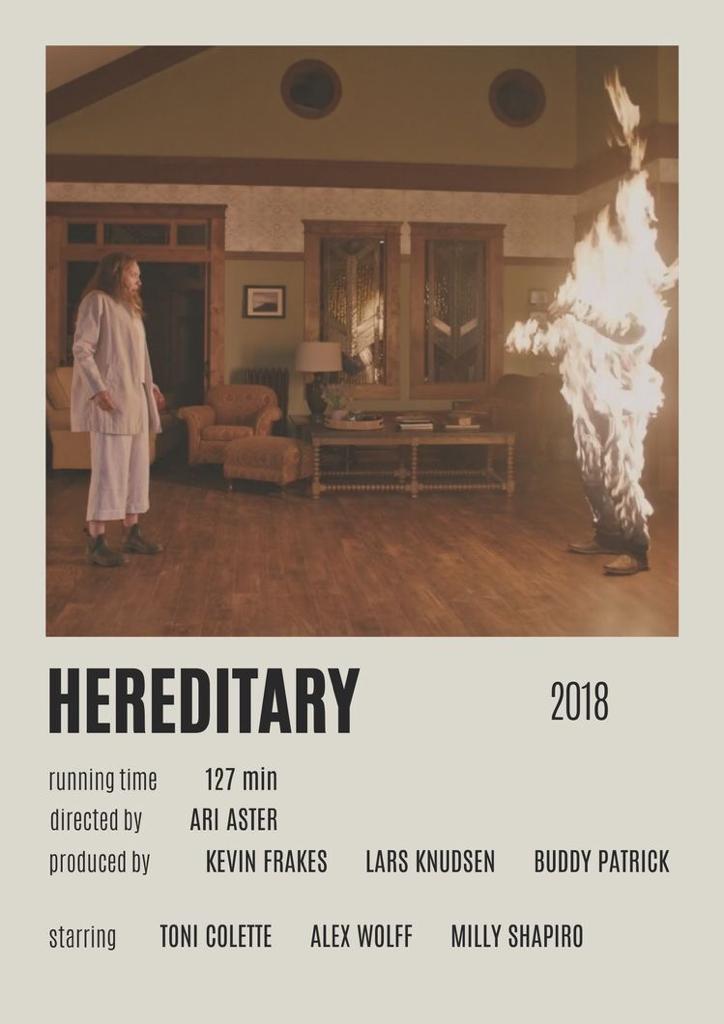 HEREDITARY 2018
running time 127 min
directed by ARI ASTER
produced by KEVIN FRAKES LARS KNUDSEN BUDDY PATRICK
starring TONI COLETTE ALEX WOLFF MILLY SHAPIRO